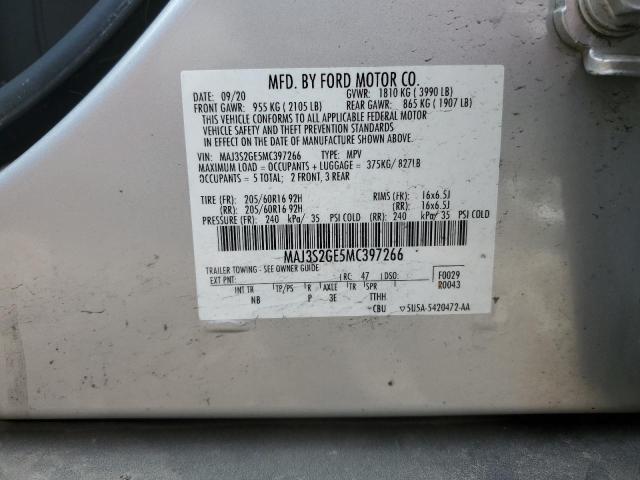 MFD. BY FORD MOTOR CO.
DATE: 09/20 GVWR: 1810 KG ( 3990 LB)
FRONT GAWR: 955 KG ( 2105 LB) REAR GAWR: 865 KG ( 1907 LB)
THIS VEHICLE CONFORMS TO ALL APPLICABLE FEDERAL MOTOR
VEHICLE SAFETY AND THEFT PREVENTION STANDARDS
IN EFFECT ON THE DATE OF MANUFACTURE SHOWN ABOVE.
VIN: MAJ3S2GE5MC397266 TYPE: MPV
MAXIMUM LOAD = OCCUPANTS + LUGGAGE = 375KG/ 827LB
OCCUPANTS = 5 TOTAL; 2 FRONT, 3 REAR
TIRE (FR): 205/60R16 92H RIMS (FR): 16x6.5J
(RR): 205/60R16 92H (RR): 16x6.5J
PRESSURE (FR): 240 kPa/ 35 PSI COLD (RR): 240 kPa/ 35 PSI COLD
MAJ3S2GE5MC397266
TRAILER TOWING - SEE OWNER GUIDE F0029
EXT PNT: RC: 47 DSO: R0043
INT TR TP/PS R AXLE TR SPR
NB P 3E TTHH
CBU ▽5U5A-5420472-AA